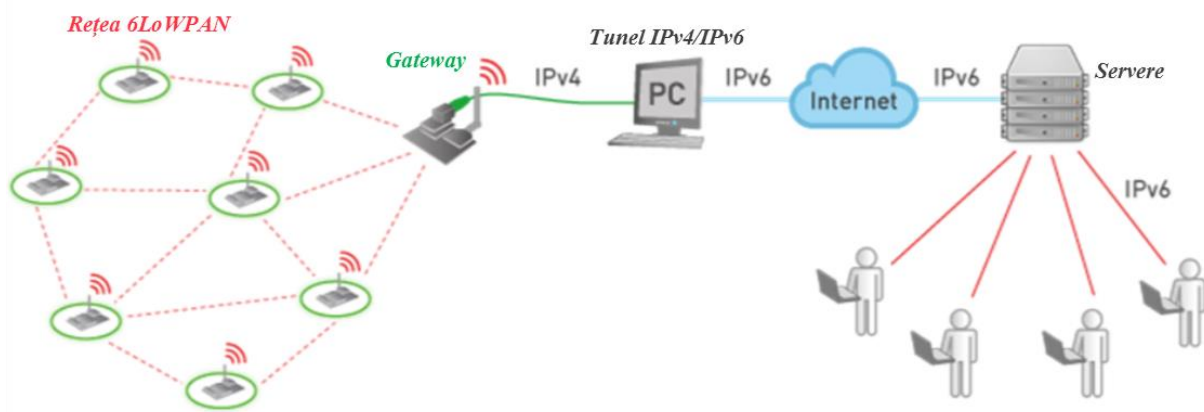 Rețea 6LoWPAN
Gateway
IPv4
Tunel IPv4/IPv6
PC
IPv6
Internet
IPv6
Servere
IPv6